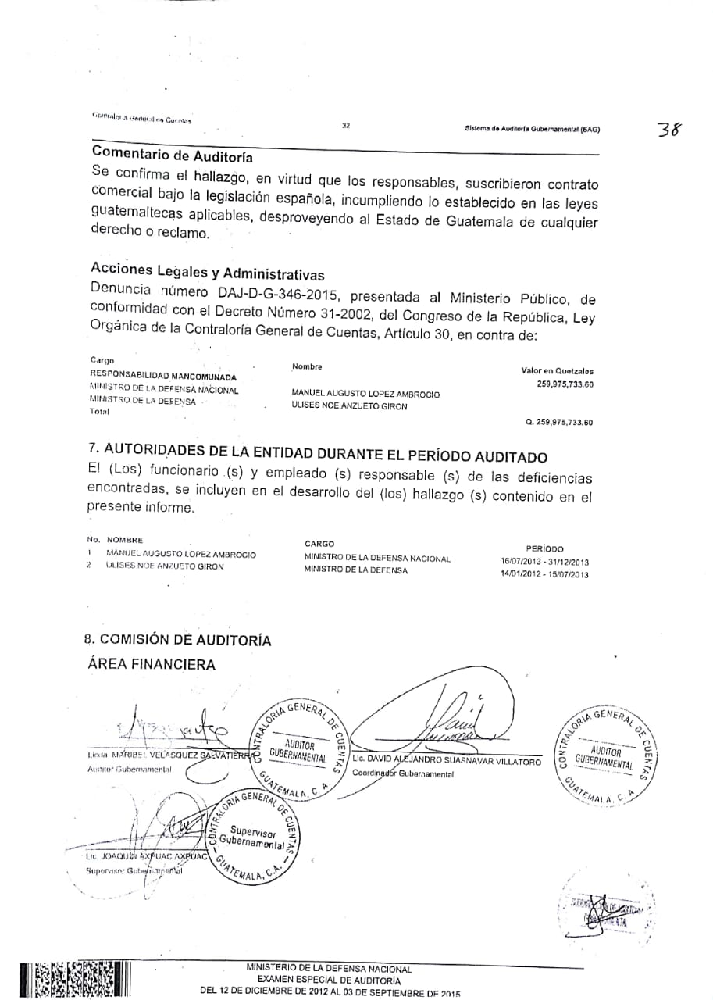 Contraloría General de Cuentas
32
Sistema de Auditoría Gubernamental (SAG)
38
Comentario de Auditoría
Se confirma el hallazgo, en virtud que los responsables, suscribieron contrato
comercial bajo la legislación española, incumpliendo lo establecido en las leyes
guatemaltecas aplicables, desproveyendo al Estado de Guatemala de cualquier
derecho o reclamo.
Acciones Legales y Administrativas
Denuncia número DAJ-D-G-346-2015, presentada al Ministerio Público, de
conformidad con el Decreto Número 31-2002, del Congreso de la República, Ley
Orgánica de la Contraloría General de Cuentas, Artículo 30, en contra de:
Cargo Nombre Valor en Quetzales
RESPONSABILIDAD MANCOMUNADA 259,975,733.60
MINISTRO DE LA DEFENSA NACIONAL MANUEL AUGUSTO LOPEZ AMBROCIO
MINISTRO DE LA DEFENSA ULISES NOE ANZUETO GIRON
Total Q. 259,975,733.60
7. AUTORIDADES DE LA ENTIDAD DURANTE EL PERÍODO AUDITADO
El (Los) funcionario (s) y empleado (s) responsable (s) de las deficiencias
encontradas, se incluyen en el desarrollo del (los) hallazgo (s) contenido en el
presente informe.
No. NOMBRE CARGO PERÍODO
1 MANUEL AUGUSTO LOPEZ AMBROCIO MINISTRO DE LA DEFENSA NACIONAL 16/07/2013 - 31/12/2013
2 ULISES NOE ANZUETO GIRON MINISTRO DE LA DEFENSA 14/01/2012 - 15/07/2013
8. COMISIÓN DE AUDITORÍA
ÁREA FINANCIERA
CONTRALORIA GENERAL DE CUENTAS
AUDITOR
GUBERNAMENTAL
GUATEMALA, C. A.
Licda. MARIBEL VELASQUEZ SALVATIERRA
Auditor Gubernamental
Lic. DAVID ALEJANDRO SUASNAVAR VILLATORO
Coordinador Gubernamental
CONTRALORIA GENERAL DE CUENTAS
AUDITOR
GUBERNAMENTAL
GUATEMALA, C. A.
CONTRALORIA GENERAL DE CUENTAS
Supervisor
Gubernamental
GUATEMALA, C.A.
Lic. JOAQUIN AXPUAC AXPUAC
Supervisor Gubernamental
MINISTERIO DE LA DEFENSA NACIONAL
EXAMEN ESPECIAL DE AUDITORÍA
DEL 12 DE DICIEMBRE DE 2012 AL 03 DE SEPTIEMBRE DE 2015